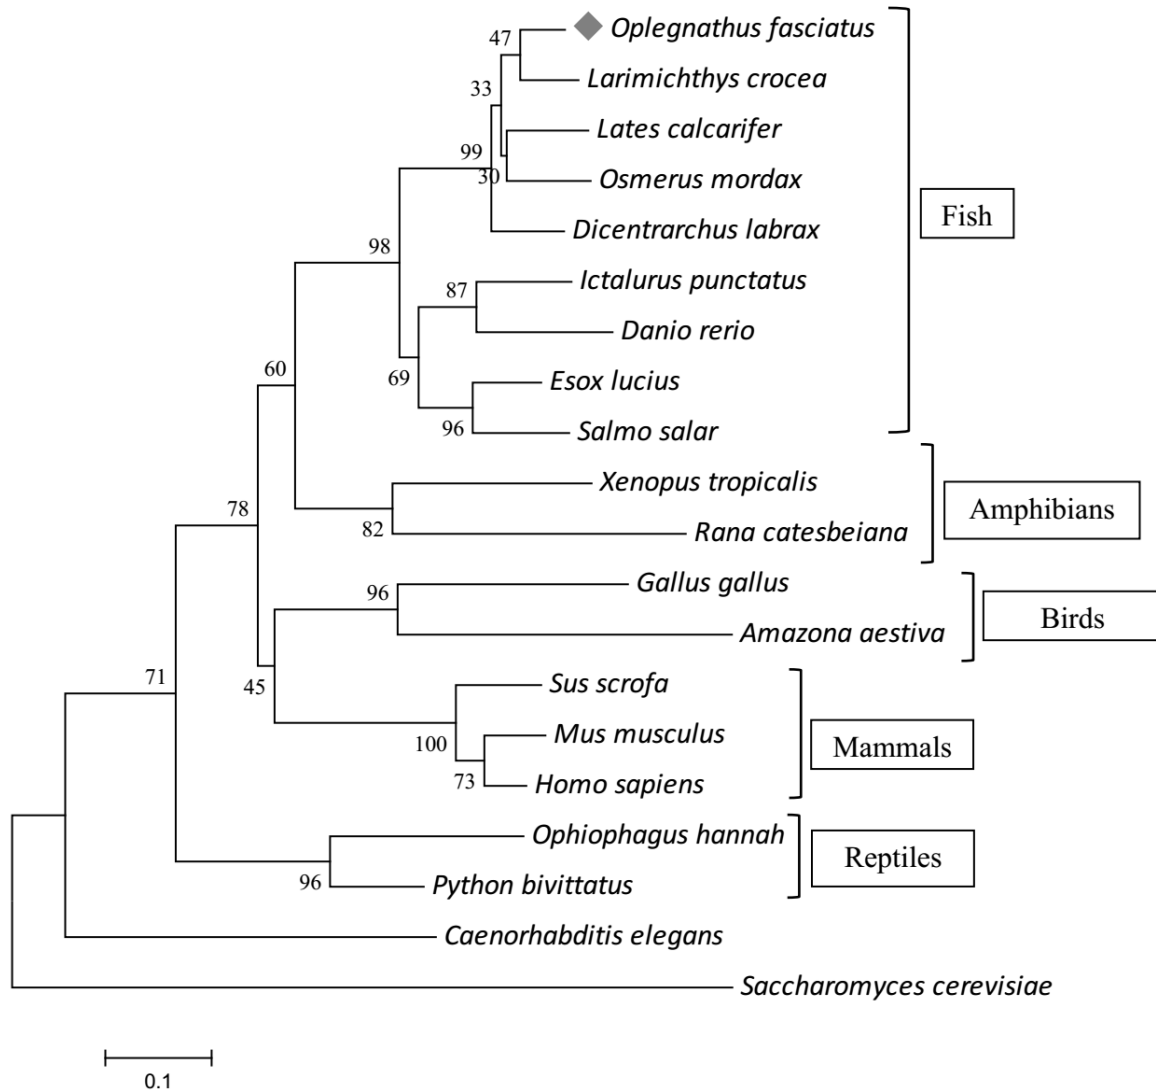 47
Oplegnathus fasciatus
Larimichthys crocea
33
Lates calcarifer
99
30
Osmerus mordax
Fish
Dicentrarchus labrax
98
Ictalurus punctatus
87
Danio rerio
60
69
Esox lucius
96
Salmo salar
Xenopus tropicalis
78
82
Amphibians
Rana catesbeiana
Gallus gallus
96
Birds
Amazona aestiva
71
45
Sus scrofa
100
Mus musculus
Mammals
73
Homo sapiens
Ophiophagus hannah
Reptiles
96
Python bivittatus
Caenorhabditis elegans
Saccharomyces cerevisiae
0.1